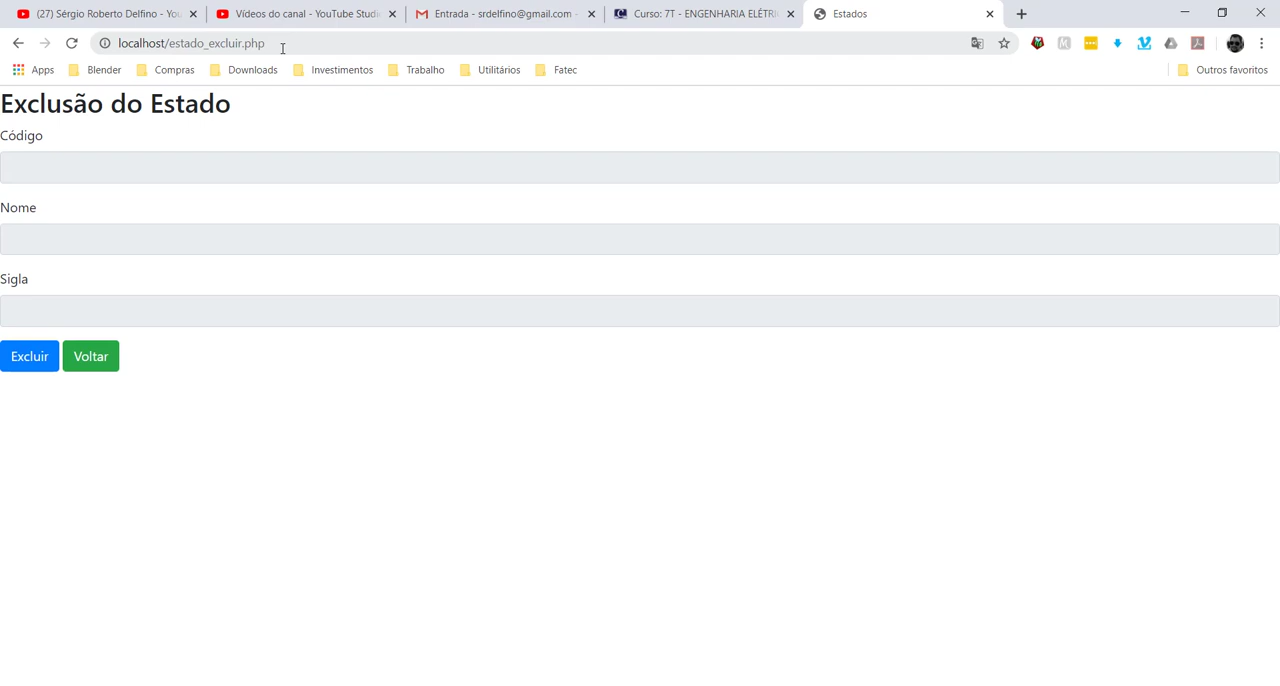 (27) Sérgio Roberto Delfino - You
Vídeos do canal - YouTube Studi
Entrada - srdelfino@gmail.com -
Curso: 7T - ENGENHARIA ELÉTRI
Estados
localhost/estado_excluir.php
Apps
Blender
Compras
Downloads
Investimentos
Trabalho
Utilitários
Fatec
Outros favoritos
Exclusão do Estado
Código
Nome
Sigla
Excluir
Voltar